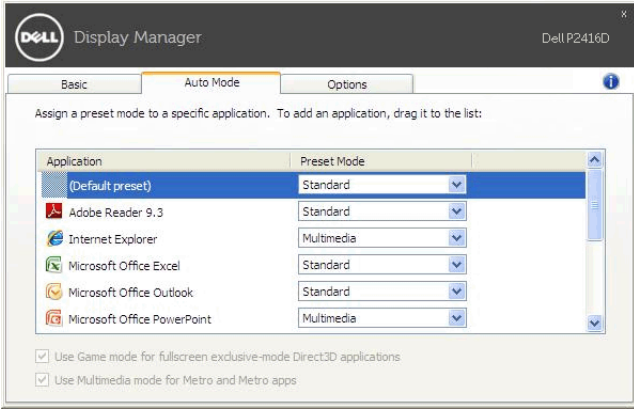 x
DELL Display Manager Dell P2416D
Basic Auto Mode Options
Assign a preset mode to a specific application. To add an application, drag it to the list:
Application Preset Mode
(Default preset) Standard
Adobe Reader 9.3 Standard
Internet Explorer Multimedia
Microsoft Office Excel Standard
Microsoft Office Outlook Standard
Microsoft Office PowerPoint Multimedia
Use Game mode for fullscreen exclusive-mode Direct3D applications
Use Multimedia mode for Metro and Metro apps